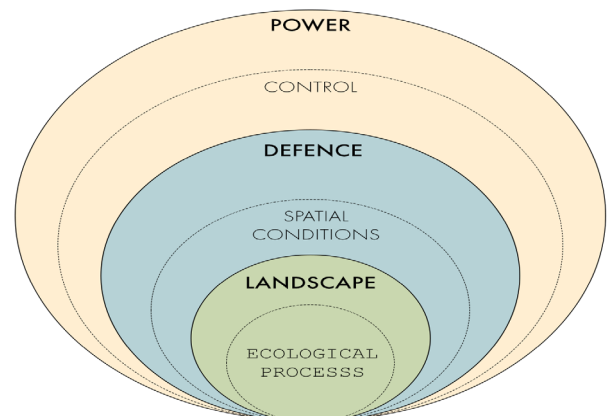 POWER
CONTROL
DEFENCE
SPATIAL
CONDITIONS
LANDSCAPE
ECOLOGICAL
PROCESSS